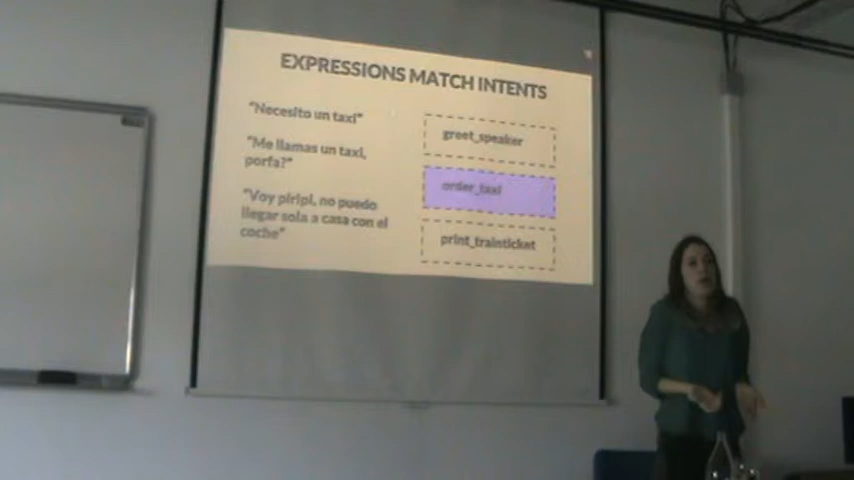 EXPRESSIONS MATCH INTENTS
"Necesito un taxi"
"Me llamas un taxi,
porfa?"
"Voy piripi, no puedo
llegar sola a casa con el
coche"
greet_speaker
order_taxi
print_trainticket